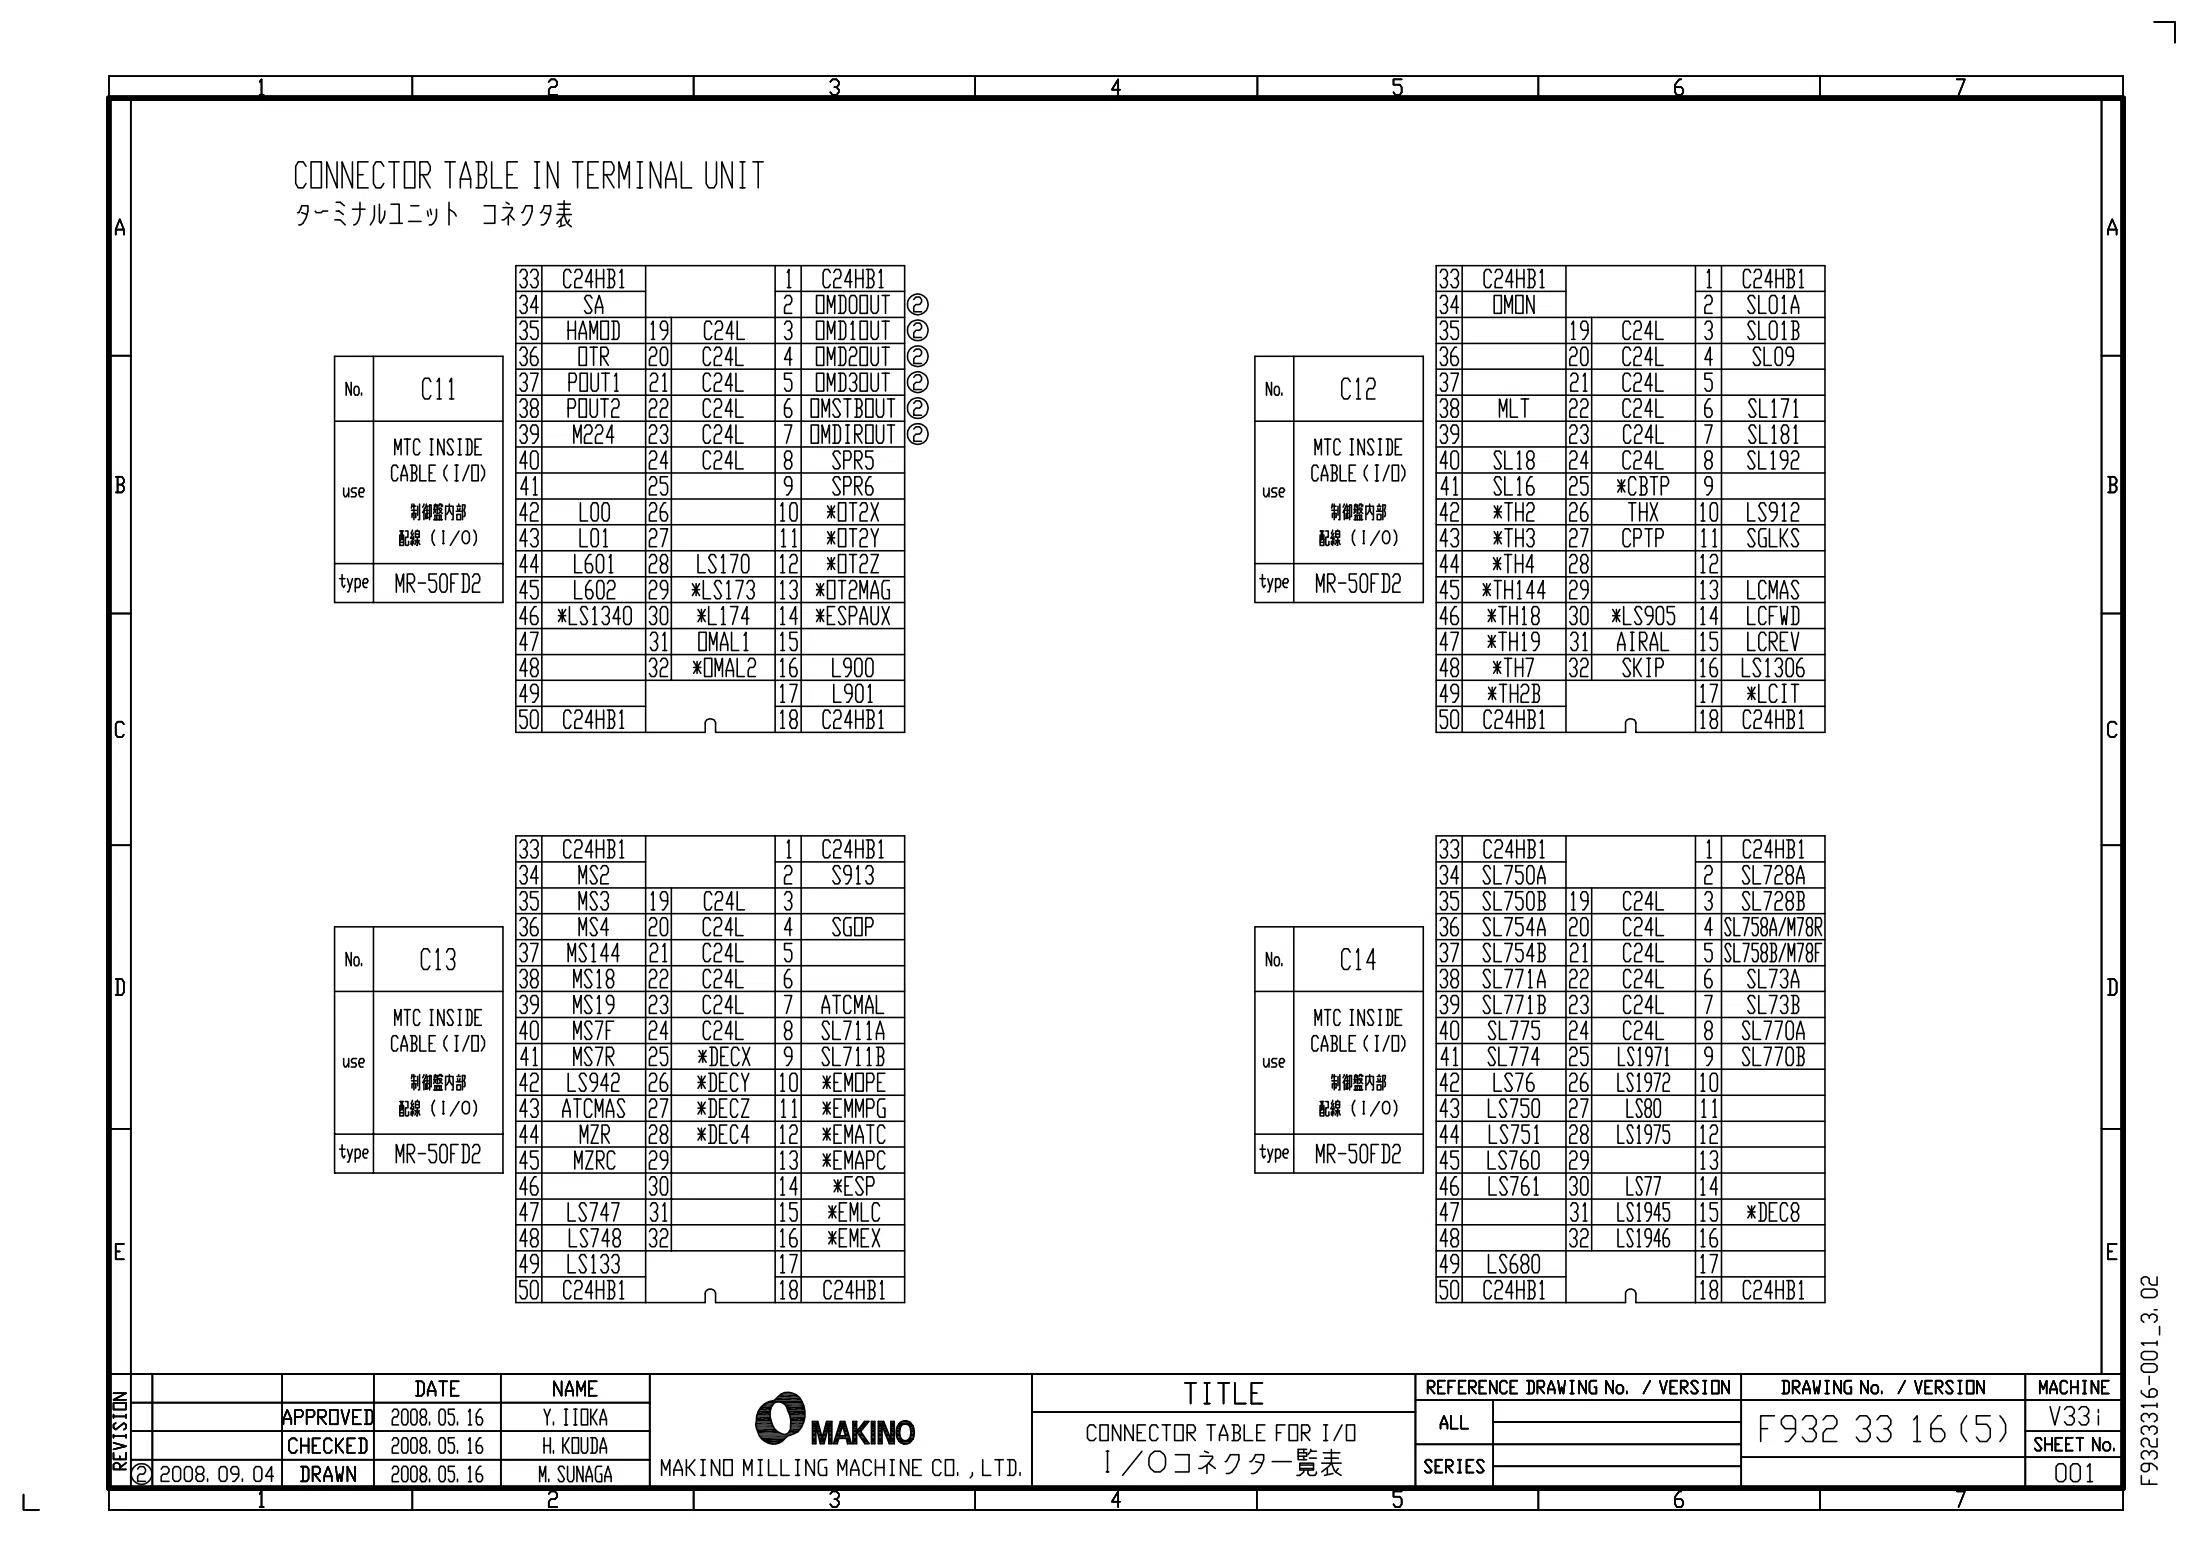 1 2 3 4 5 6 7
CONNECTOR TABLE IN TERMINAL UNIT
ターミナルユニット コネクタ表
A A
B B
C C
D D
E E
No. C11
use MTC INSIDE
CABLE(I/O)
制御盤内部
配線(I/O)
type MR-50FD2
33 C24HB1 1 C24HB1
34 SA 2 OMD0OUT ②
35 HAMOD 19 C24L 3 OMD1OUT ②
36 OTR 20 C24L 4 OMD2OUT ②
37 POUT1 21 C24L 5 OMD3OUT ②
38 POUT2 22 C24L 6 OMSTBOUT ②
39 M224 23 C24L 7 OMDIROUT ②
40 24 C24L 8 SPR5
41 25 9 SPR6
42 L00 26 10 *OT2X
43 L01 27 11 *OT2Y
44 L601 28 LS170 12 *OT2Z
45 L602 29 *LS173 13 *OT2MAG
46 *LS1340 30 *L174 14 *ESPAUX
47 31 OMAL1 15
48 32 *OMAL2 16 L900
49 17 L901
50 C24HB1 18 C24HB1
No. C12
use MTC INSIDE
CABLE(I/O)
制御盤内部
配線(I/O)
type MR-50FD2
33 C24HB1 1 C24HB1
34 OMON 2 SL01A
35 19 C24L 3 SL01B
36 20 C24L 4 SL09
37 21 C24L 5
38 MLT 22 C24L 6 SL171
39 23 C24L 7 SL181
40 SL18 24 C24L 8 SL192
41 SL16 25 *CBTP 9
42 *TH2 26 THX 10 LS912
43 *TH3 27 CPTP 11 SGLKS
44 *TH4 28 12
45 *TH144 29 13 LCMAS
46 *TH18 30 *LS905 14 LCFWD
47 *TH19 31 AIRAL 15 LCREV
48 *TH7 32 SKIP 16 LS1306
49 *TH2B 17 *LCIT
50 C24HB1 18 C24HB1
No. C13
use MTC INSIDE
CABLE(I/O)
制御盤内部
配線(I/O)
type MR-50FD2
33 C24HB1 1 C24HB1
34 MS2 2 S913
35 MS3 19 C24L 3
36 MS4 20 C24L 4 SGOP
37 MS144 21 C24L 5
38 MS18 22 C24L 6
39 MS19 23 C24L 7 ATCMAL
40 MS7F 24 C24L 8 SL711A
41 MS7R 25 *DECX 9 SL711B
42 LS942 26 *DECY 10 *EMOPE
43 ATCMAS 27 *DECZ 11 *EMMPG
44 MZR 28 *DEC4 12 *EMATC
45 MZRC 29 13 *EMAPC
46 30 14 *ESP
47 LS747 31 15 *EMLC
48 LS748 32 16 *EMEX
49 LS133 17
50 C24HB1 18 C24HB1
No. C14
use MTC INSIDE
CABLE(I/O)
制御盤内部
配線(I/O)
type MR-50FD2
33 C24HB1 1 C24HB1
34 SL750A 2 SL728A
35 SL750B 19 C24L 3 SL728B
36 SL754A 20 C24L 4 SL758A/M78R
37 SL754B 21 C24L 5 SL758B/M78F
38 SL771A 22 C24L 6 SL73A
39 SL771B 23 C24L 7 SL73B
40 SL775 24 C24L 8 SL770A
41 SL774 25 LS1971 9 SL770B
42 LS76 26 LS1972 10
43 LS750 27 LS80 11
44 LS751 28 LS1975 12
45 LS760 29 13
46 LS761 30 LS77 14
47 31 LS1945 15 *DEC8
48 32 LS1946 16
49 LS680 17
50 C24HB1 18 C24HB1
REVISION
② 2008.09.04
DATE NAME
APPROVED 2008.05.16 Y.IIOKA
CHECKED 2008.05.16 H.KOUDA
DRAWN 2008.05.16 M.SUNAGA
MAKINO
MAKINO MILLING MACHINE CO.,LTD.
TITLE
CONNECTOR TABLE FOR I/O
I/Oコネクター覧表
REFERENCE DRAWING No. / VERSION
ALL
SERIES
DRAWING No. / VERSION
F932 33 16(5)
MACHINE
V33i
SHEET No.
001
F9323316-001_3.02
1 2 3 4 5 6 7